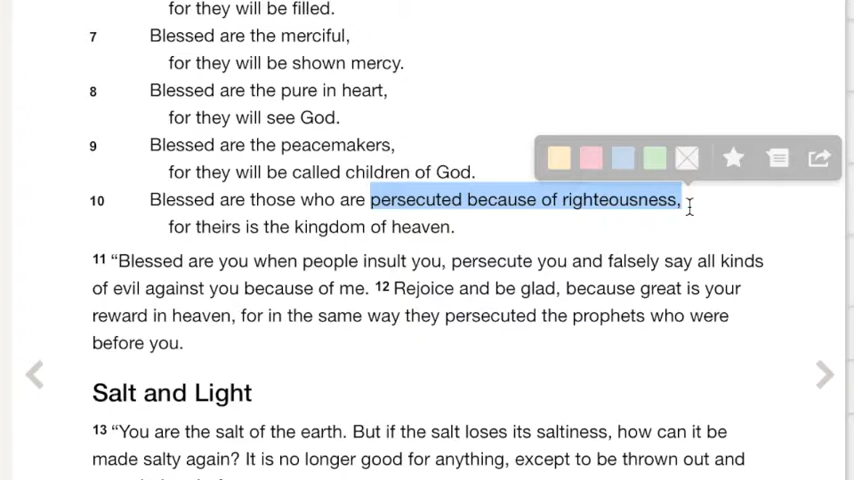 for they will be filled.
7 Blessed are the merciful,
for they will be shown mercy.
8 Blessed are the pure in heart,
for they will see God.
9 Blessed are the peacemakers,
for they will be called children of God.
10 Blessed are those who are persecuted because of righteousness,
for theirs is the kingdom of heaven.
11 “Blessed are you when people insult you, persecute you and falsely say all kinds
of evil against you because of me. 12 Rejoice and be glad, because great is your
reward in heaven, for in the same way they persecuted the prophets who were
before you.
Salt and Light
13 “You are the salt of the earth. But if the salt loses its saltiness, how can it be
made salty again? It is no longer good for anything, except to be thrown out and